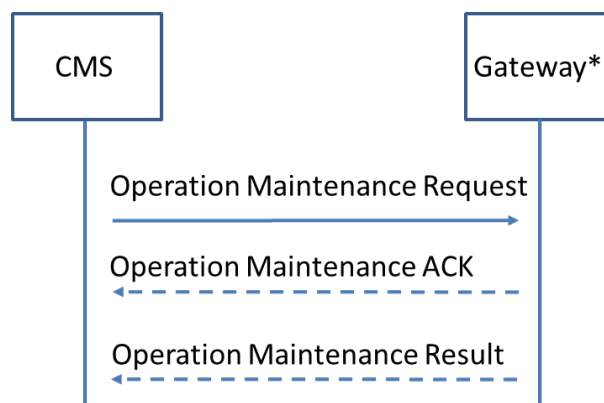 CMS
Gateway*
Operation Maintenance Request
Operation Maintenance ACK
Operation Maintenance Result